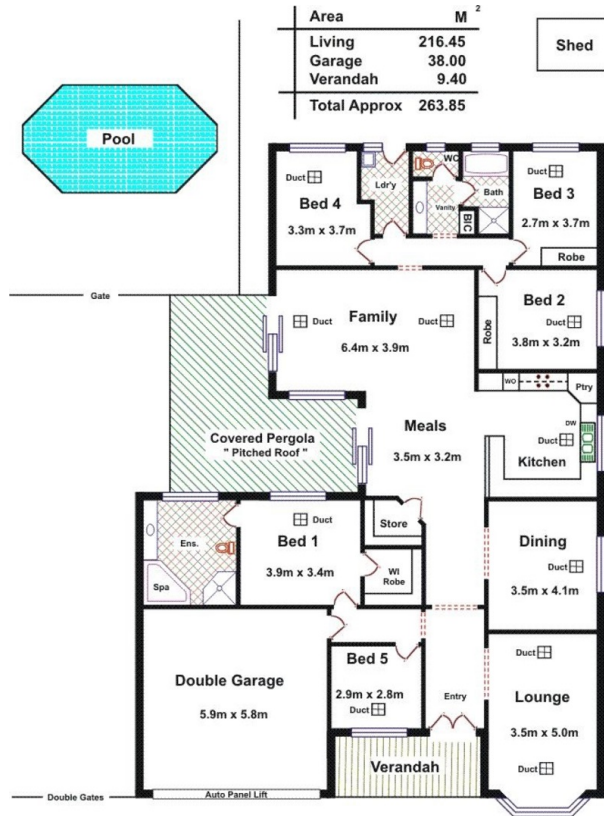 Area M 2
Living 216.45
Garage 38.00
Verandah 9.40
Total Approx 263.85
Shed
Pool
Duct
Bed 4
3.3m x 3.7m
Ldr'y
WC
Vanity
Bath
BIC
Duct
Bed 3
2.7m x 3.7m
Robe
Gate
Duct
Family
Duct
6.4m x 3.9m
Robe
Bed 2
Duct
3.8m x 3.2m
WO
Ptry
DW
Duct
Kitchen
Covered Pergola
" Pitched Roof "
Meals
3.5m x 3.2m
Ens.
Spa
Duct
Bed 1
3.9m x 3.4m
Store
WI
Robe
Dining
Duct
3.5m x 4.1m
Double Garage
5.9m x 5.8m
Bed 5
2.9m x 2.8m
Duct
Entry
Duct
Lounge
3.5m x 5.0m
Duct
Verandah
Double Gates
Auto Panel Lift